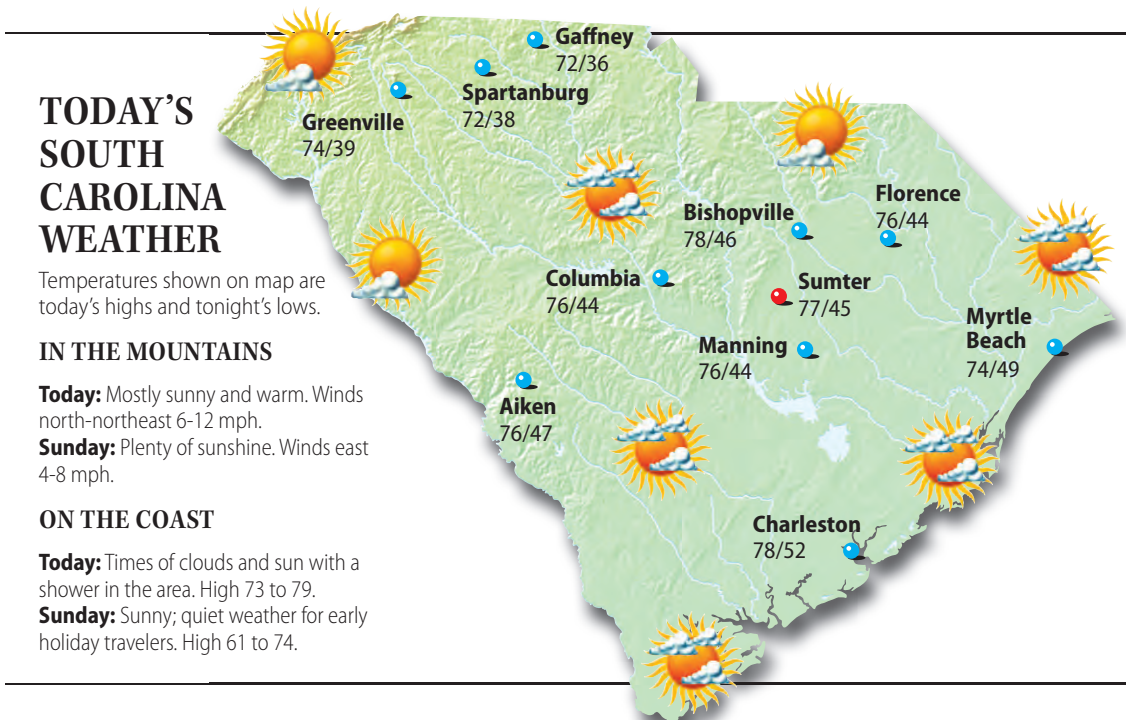 TODAY'S
SOUTH
CAROLINA
WEATHER
Temperatures shown on map are
today's highs and tonight's lows.
IN THE MOUNTAINS
Today: Mostly sunny and warm. Winds
north-northeast 6-12 mph.
Sunday: Plenty of sunshine. Winds east
4-8 mph.
ON THE COAST
Today: Times of clouds and sun with a
shower in the area. High 73 to 79.
Sunday: Sunny; quiet weather for early
holiday travelers. High 61 to 74.
Gaffney
72/36
Spartanburg
72/38
Greenville
74/39
Bishopville
78/46
Florence
76/44
Columbia
76/44
Sumter
77/45
Myrtle
Beach
74/49
Manning
76/44
Aiken
76/47
Charleston
78/52